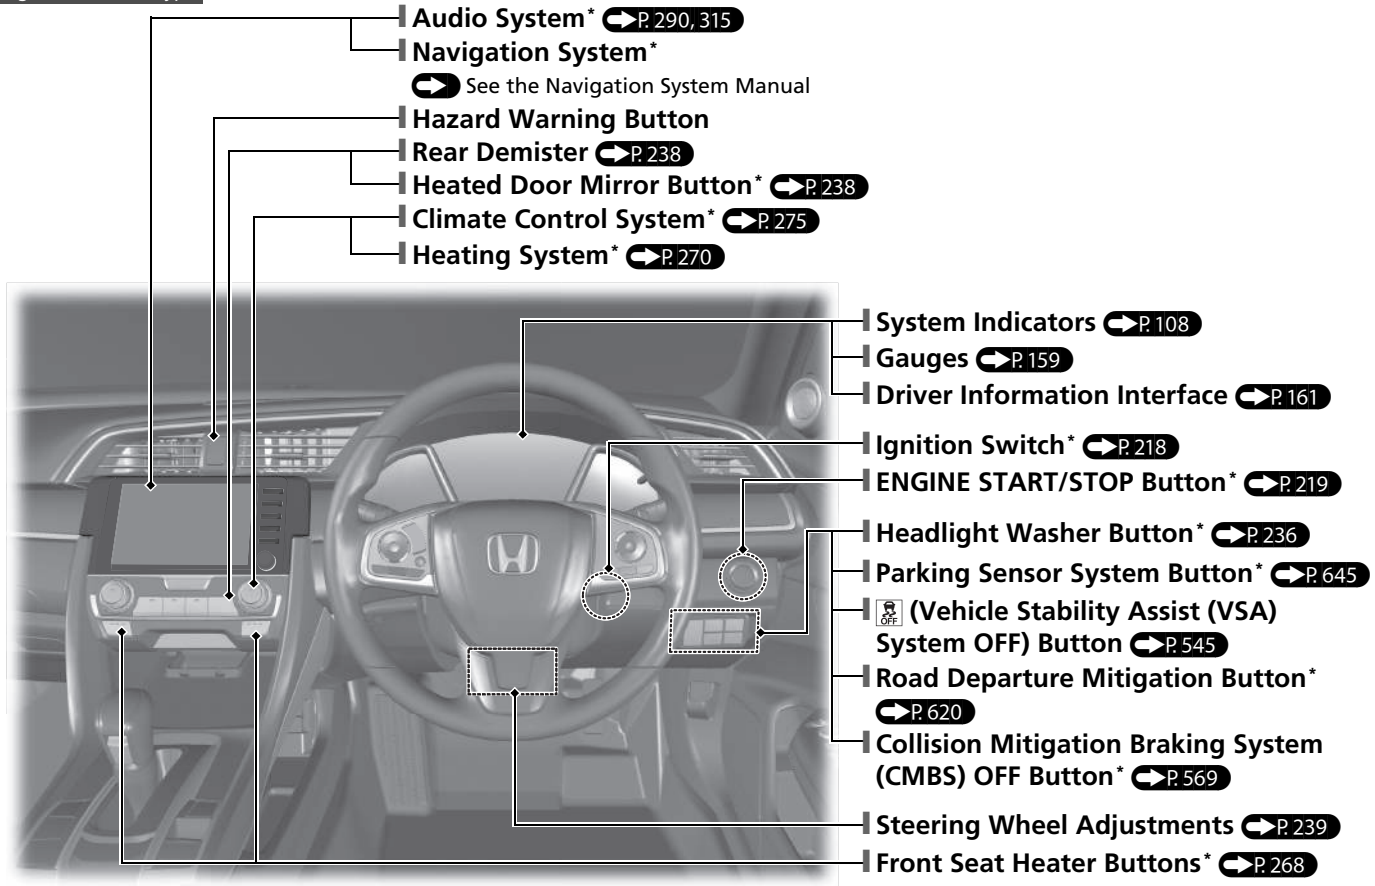 Audio System* P. 290, 315
Navigation System*
See the Navigation System Manual
Hazard Warning Button
Rear Demister P. 238
Heated Door Mirror Button* P. 238
Climate Control System* P. 275
Heating System* P. 270
System Indicators P. 108
Gauges P. 159
Driver Information Interface P. 161
Ignition Switch* P. 218
ENGINE START/STOP Button* P. 219
Headlight Washer Button* P. 236
Parking Sensor System Button* P. 645
OFF (Vehicle Stability Assist (VSA)
System OFF) Button P. 545
Road Departure Mitigation Button*
P. 620
Collision Mitigation Braking System
(CMBS) OFF Button* P. 569
Steering Wheel Adjustments P. 239
Front Seat Heater Buttons* P. 268